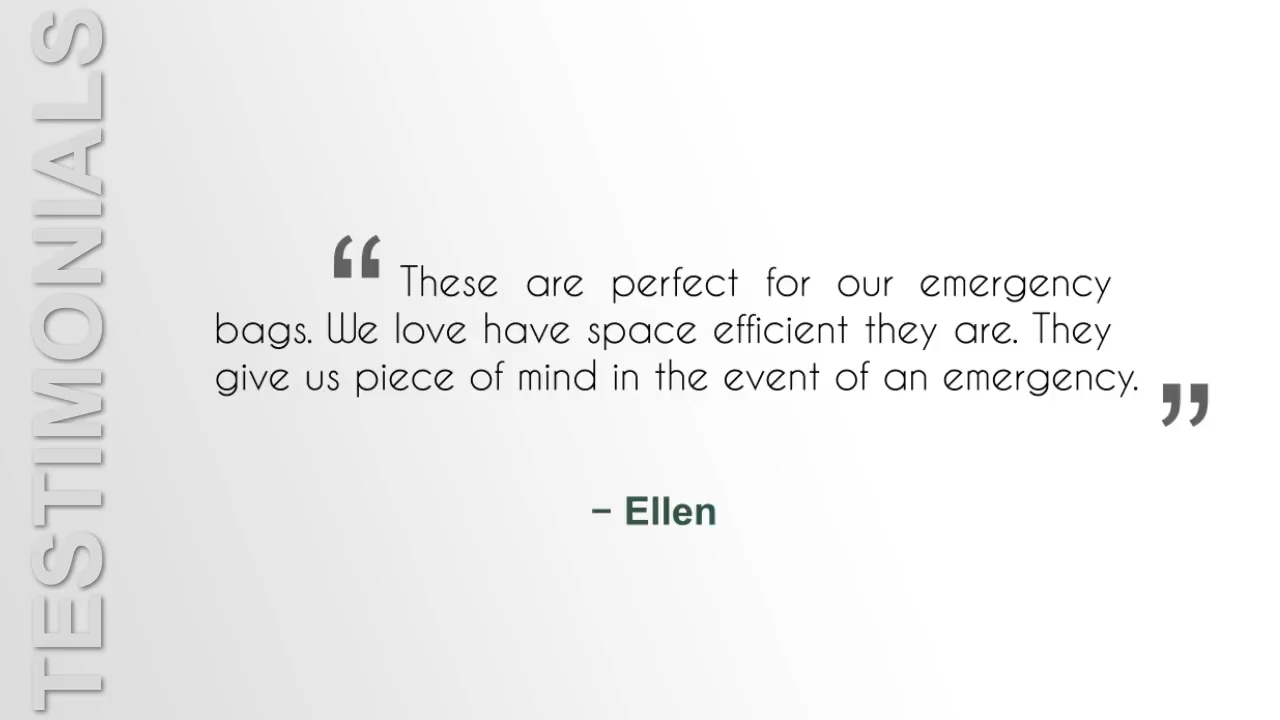 TESTIMONIALS
“ These are perfect for our emergency
bags. We love have space efficient they are. They
give us piece of mind in the event of an emergency. ”
– Ellen